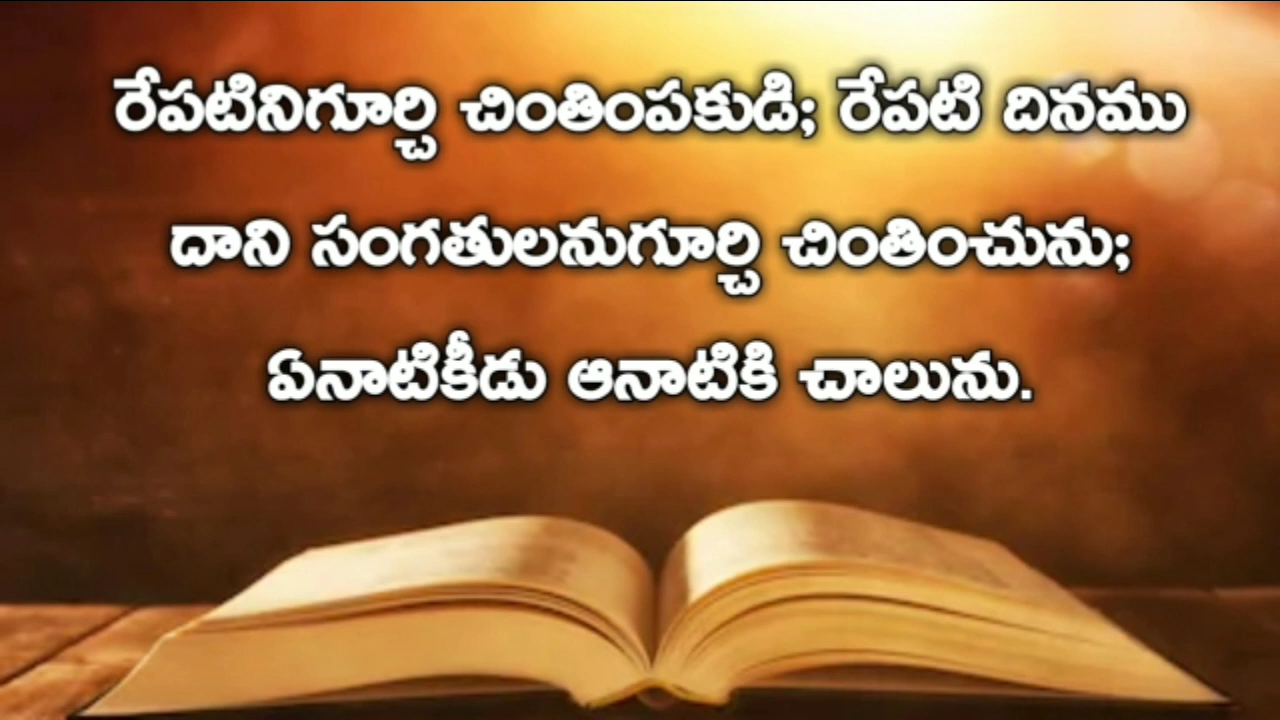 రేపటినిగూర్చి చింతింపకుడి; రేపటి దినము
దాని సంగతులనుగూర్చి చింతించును;
ఏనాటికీడు ఆనాటికి చాలును.